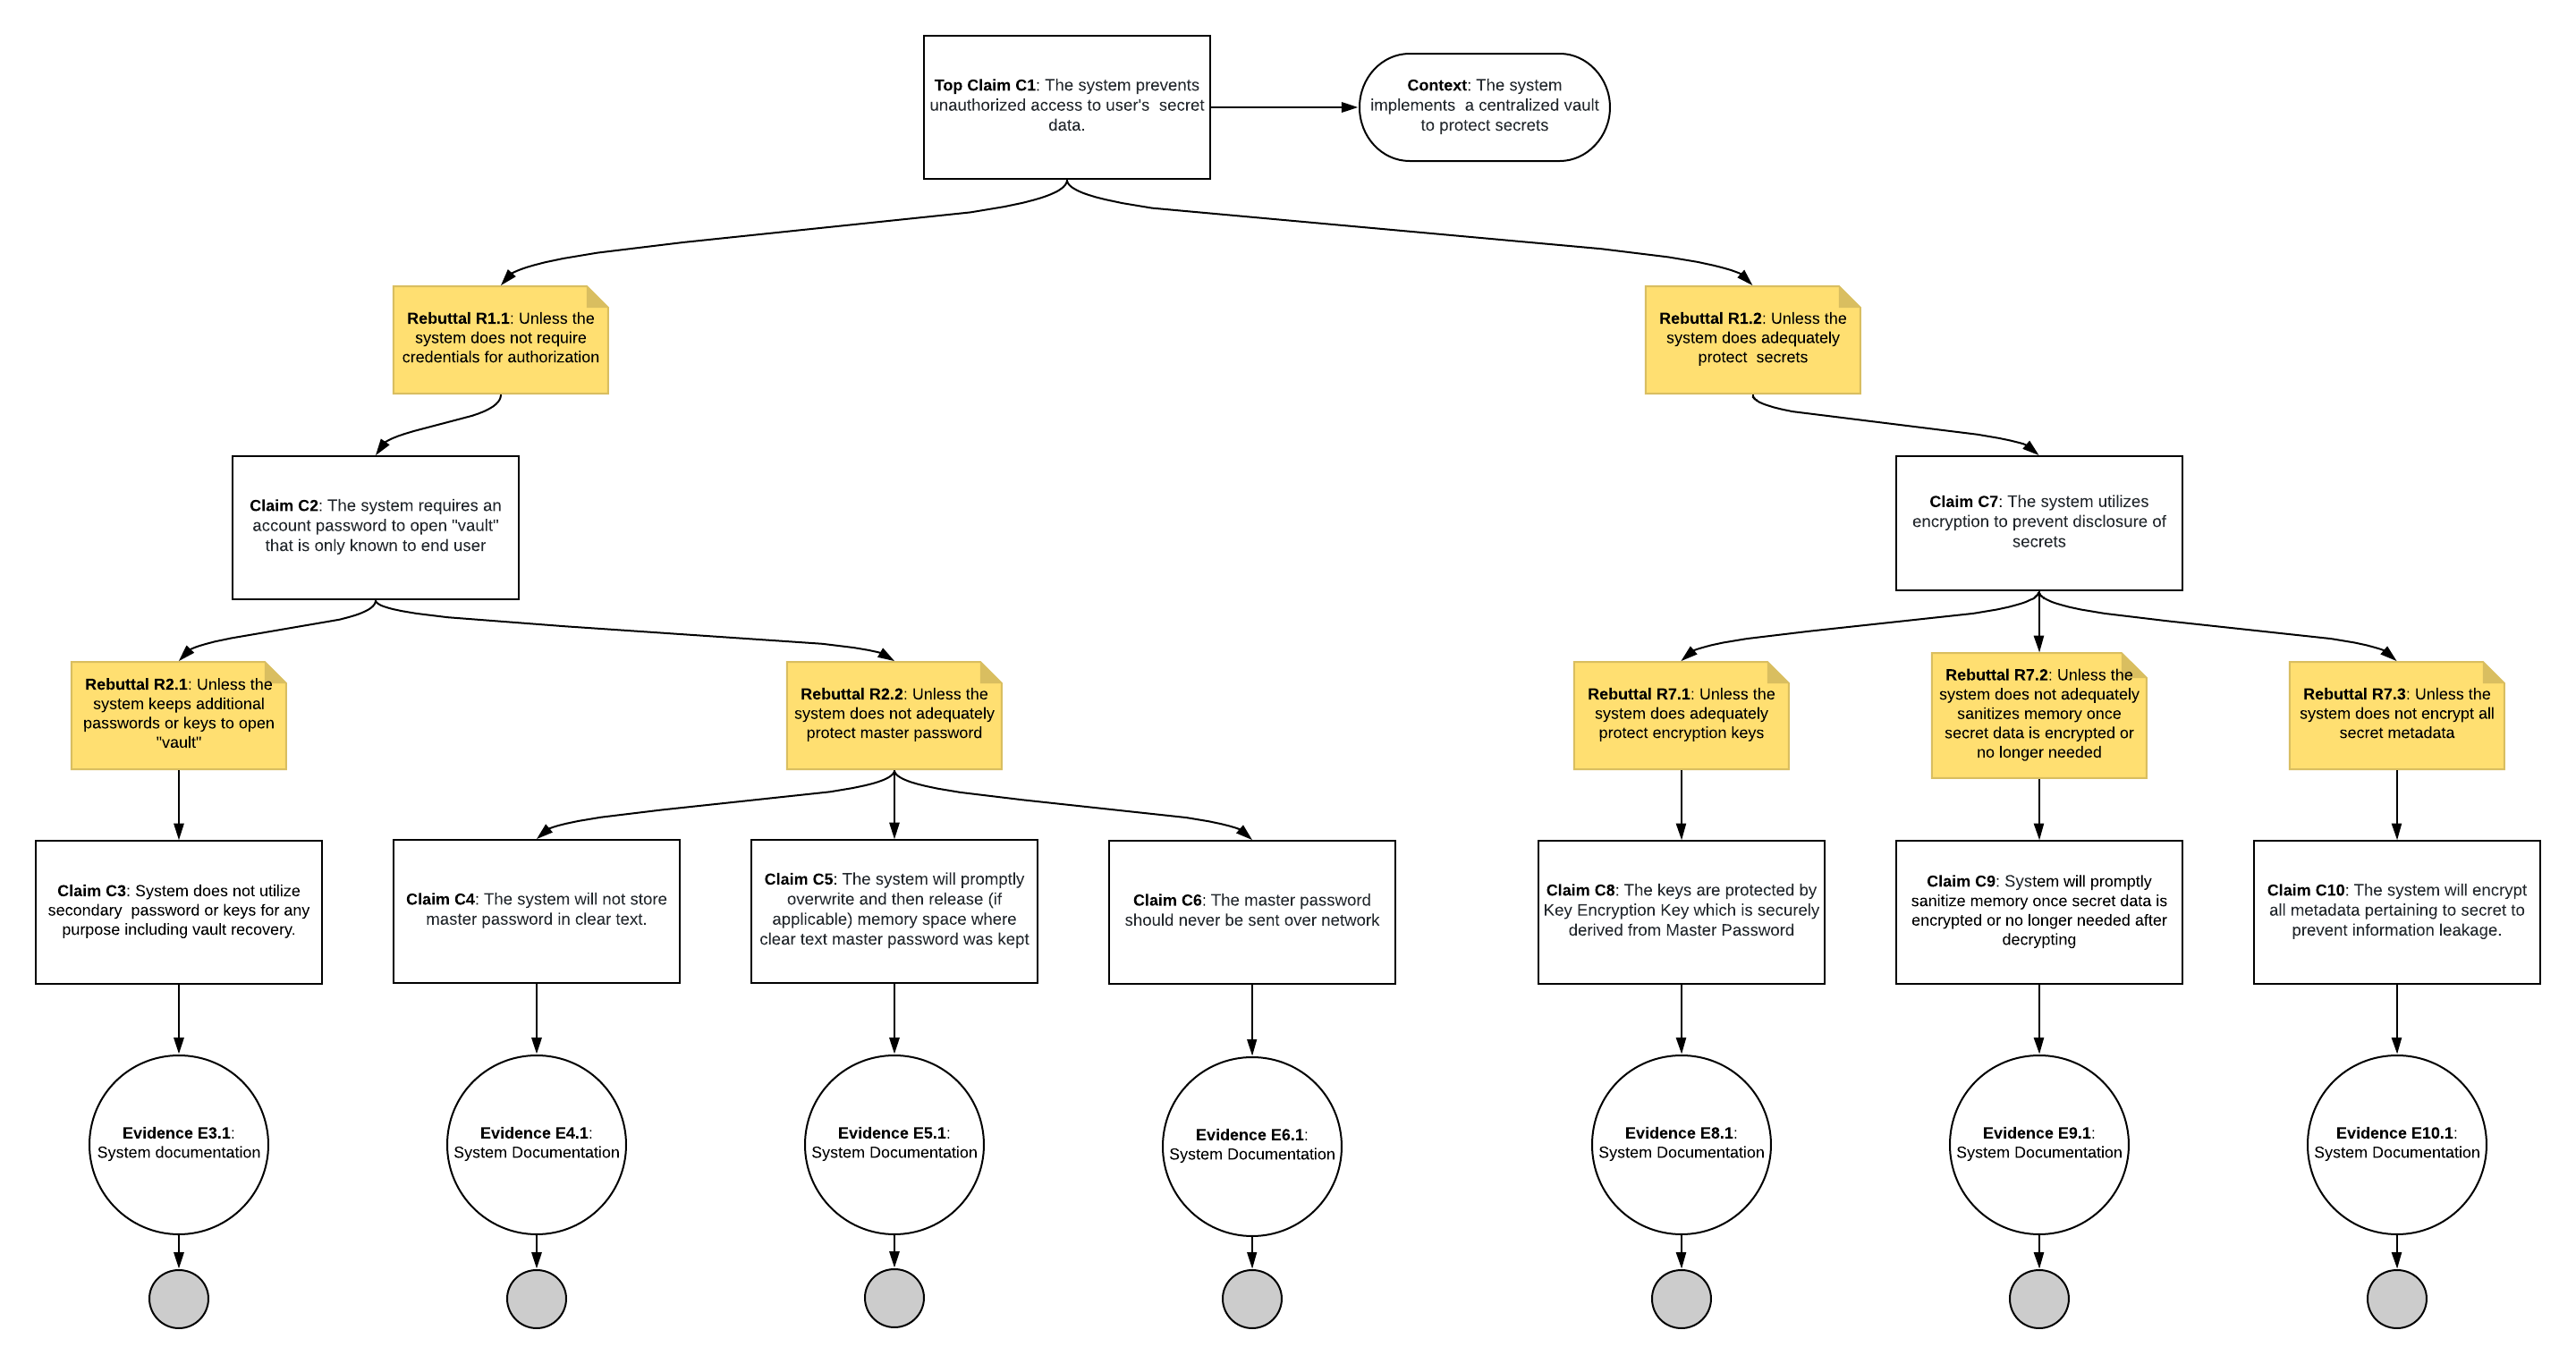 Top Claim C1: The system prevents
unauthorized access to user's  secret
data.
Context: The system
implements  a centralized vault
to protect secrets
Rebuttal R1.1: Unless the
system does not require
credentials for authorization
Rebuttal R1.2: Unless the
system does adequately
protect  secrets
Claim C2: The system requires an
account password to open "vault"
that is only known to end user
Claim C7: The system utilizes
encryption to prevent disclosure of
secrets
Rebuttal R2.1: Unless the
system keeps additional
passwords or keys to open
"vault"
Rebuttal R2.2: Unless the
system does not adequately
protect master password
Rebuttal R7.1: Unless the
system does adequately
protect encryption keys
Rebuttal R7.2: Unless the
system does not adequately
sanitizes memory once
secret data is encrypted or
no longer needed
Rebuttal R7.3: Unless the
system does not encrypt all
secret metadata
Claim C3: System does not utilize
secondary  password or keys for any
purpose including vault recovery.
Claim C4: The system will not store
master password in clear text.
Claim C5: The system will promptly
overwrite and then release (if
applicable) memory space where
clear text master password was kept
Claim C6: The master password
should never be sent over network
Claim C8: The keys are protected by
Key Encryption Key which is securely
derived from Master Password
Claim C9: System will promptly
sanitize memory once secret data is
encrypted or no longer needed after
decrypting
Claim C10: The system will encrypt
all metadata pertaining to secret to
prevent information leakage.
Evidence E3.1:
System documentation
Evidence E4.1:
System Documentation
Evidence E5.1:
System Documentation
Evidence E6.1:
System Documentation
Evidence E8.1:
System Documentation
Evidence E9.1:
System Documentation
Evidence E10.1:
System Documentation